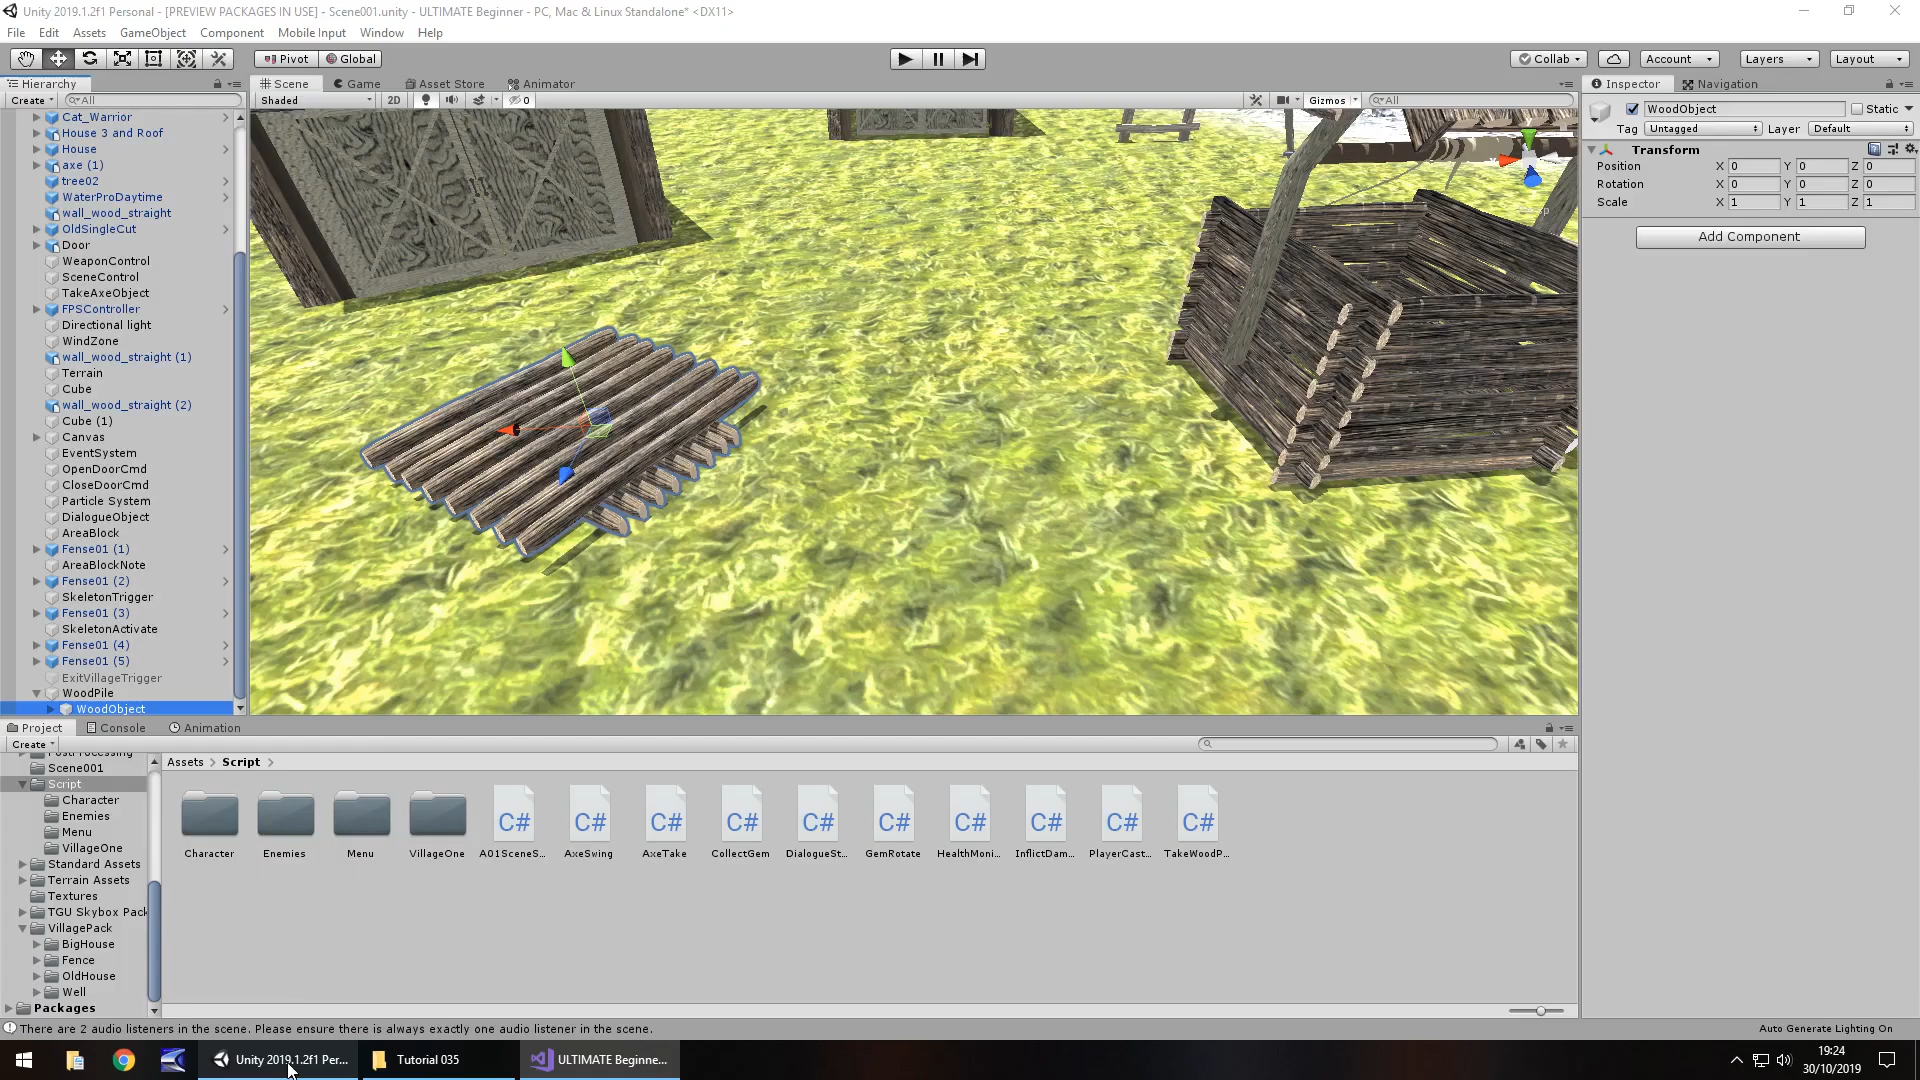 Unity 2019.1.2f1 Personal - [PREVIEW PACKAGES IN USE] - Scene001.unity - ULTIMATE Beginner - PC, Mac & Linux Standalone* <DX11>
File Edit Assets GameObject Component Mobile Input Window Help
Pivot Global Collab Account Layers Layout
Hierarchy Scene Game Asset Store Animator Inspector Navigation
Create All Shaded 2D 0 Gizmos All
WoodObject Static
Tag Untagged Layer Default
Transform
Position X 0 Y 0 Z 0
Rotation X 0 Y 0 Z 0
Scale X 1 Y 1 Z 1
Add Component
Cat_Warrior
House 3 and Roof
House
axe (1)
tree02
WaterProDaytime
wall_wood_straight
OldSingleCut
Door
WeaponControl
SceneControl
TakeAxeObject
FPSController
Directional light
WindZone
wall_wood_straight (1)
Terrain
Cube
wall_wood_straight (2)
Cube (1)
Canvas
EventSystem
OpenDoorCmd
CloseDoorCmd
Particle System
DialogueObject
AreaBlock
Fense01 (1)
AreaBlockNote
Fense01 (2)
SkeletonTrigger
Fense01 (3)
SkeletonActivate
Fense01 (4)
Fense01 (5)
ExitVillageTrigger
WoodPile
WoodObject
Project Console Animation
Create
PostProcessing
Scene001
Script
Character
Enemies
Menu
VillageOne
Standard Assets
Terrain Assets
Textures
TGU Skybox Pack
VillagePack
BigHouse
Fence
OldHouse
Well
Packages
Assets > Script >
C# C# C# C# C# C# C# C# C# C#
Character Enemies Menu VillageOne A01SceneS... AxeSwing AxeTake CollectGem DialogueSt... GemRotate HealthMoni... InflictDam... PlayerCast... TakeWoodP...
There are 2 audio listeners in the scene. Please ensure there is always exactly one audio listener in the scene.
Auto Generate Lighting On
Unity 2019.1.2f1 Per... Tutorial 035 ULTIMATE Beginne...
19:24
30/10/2019